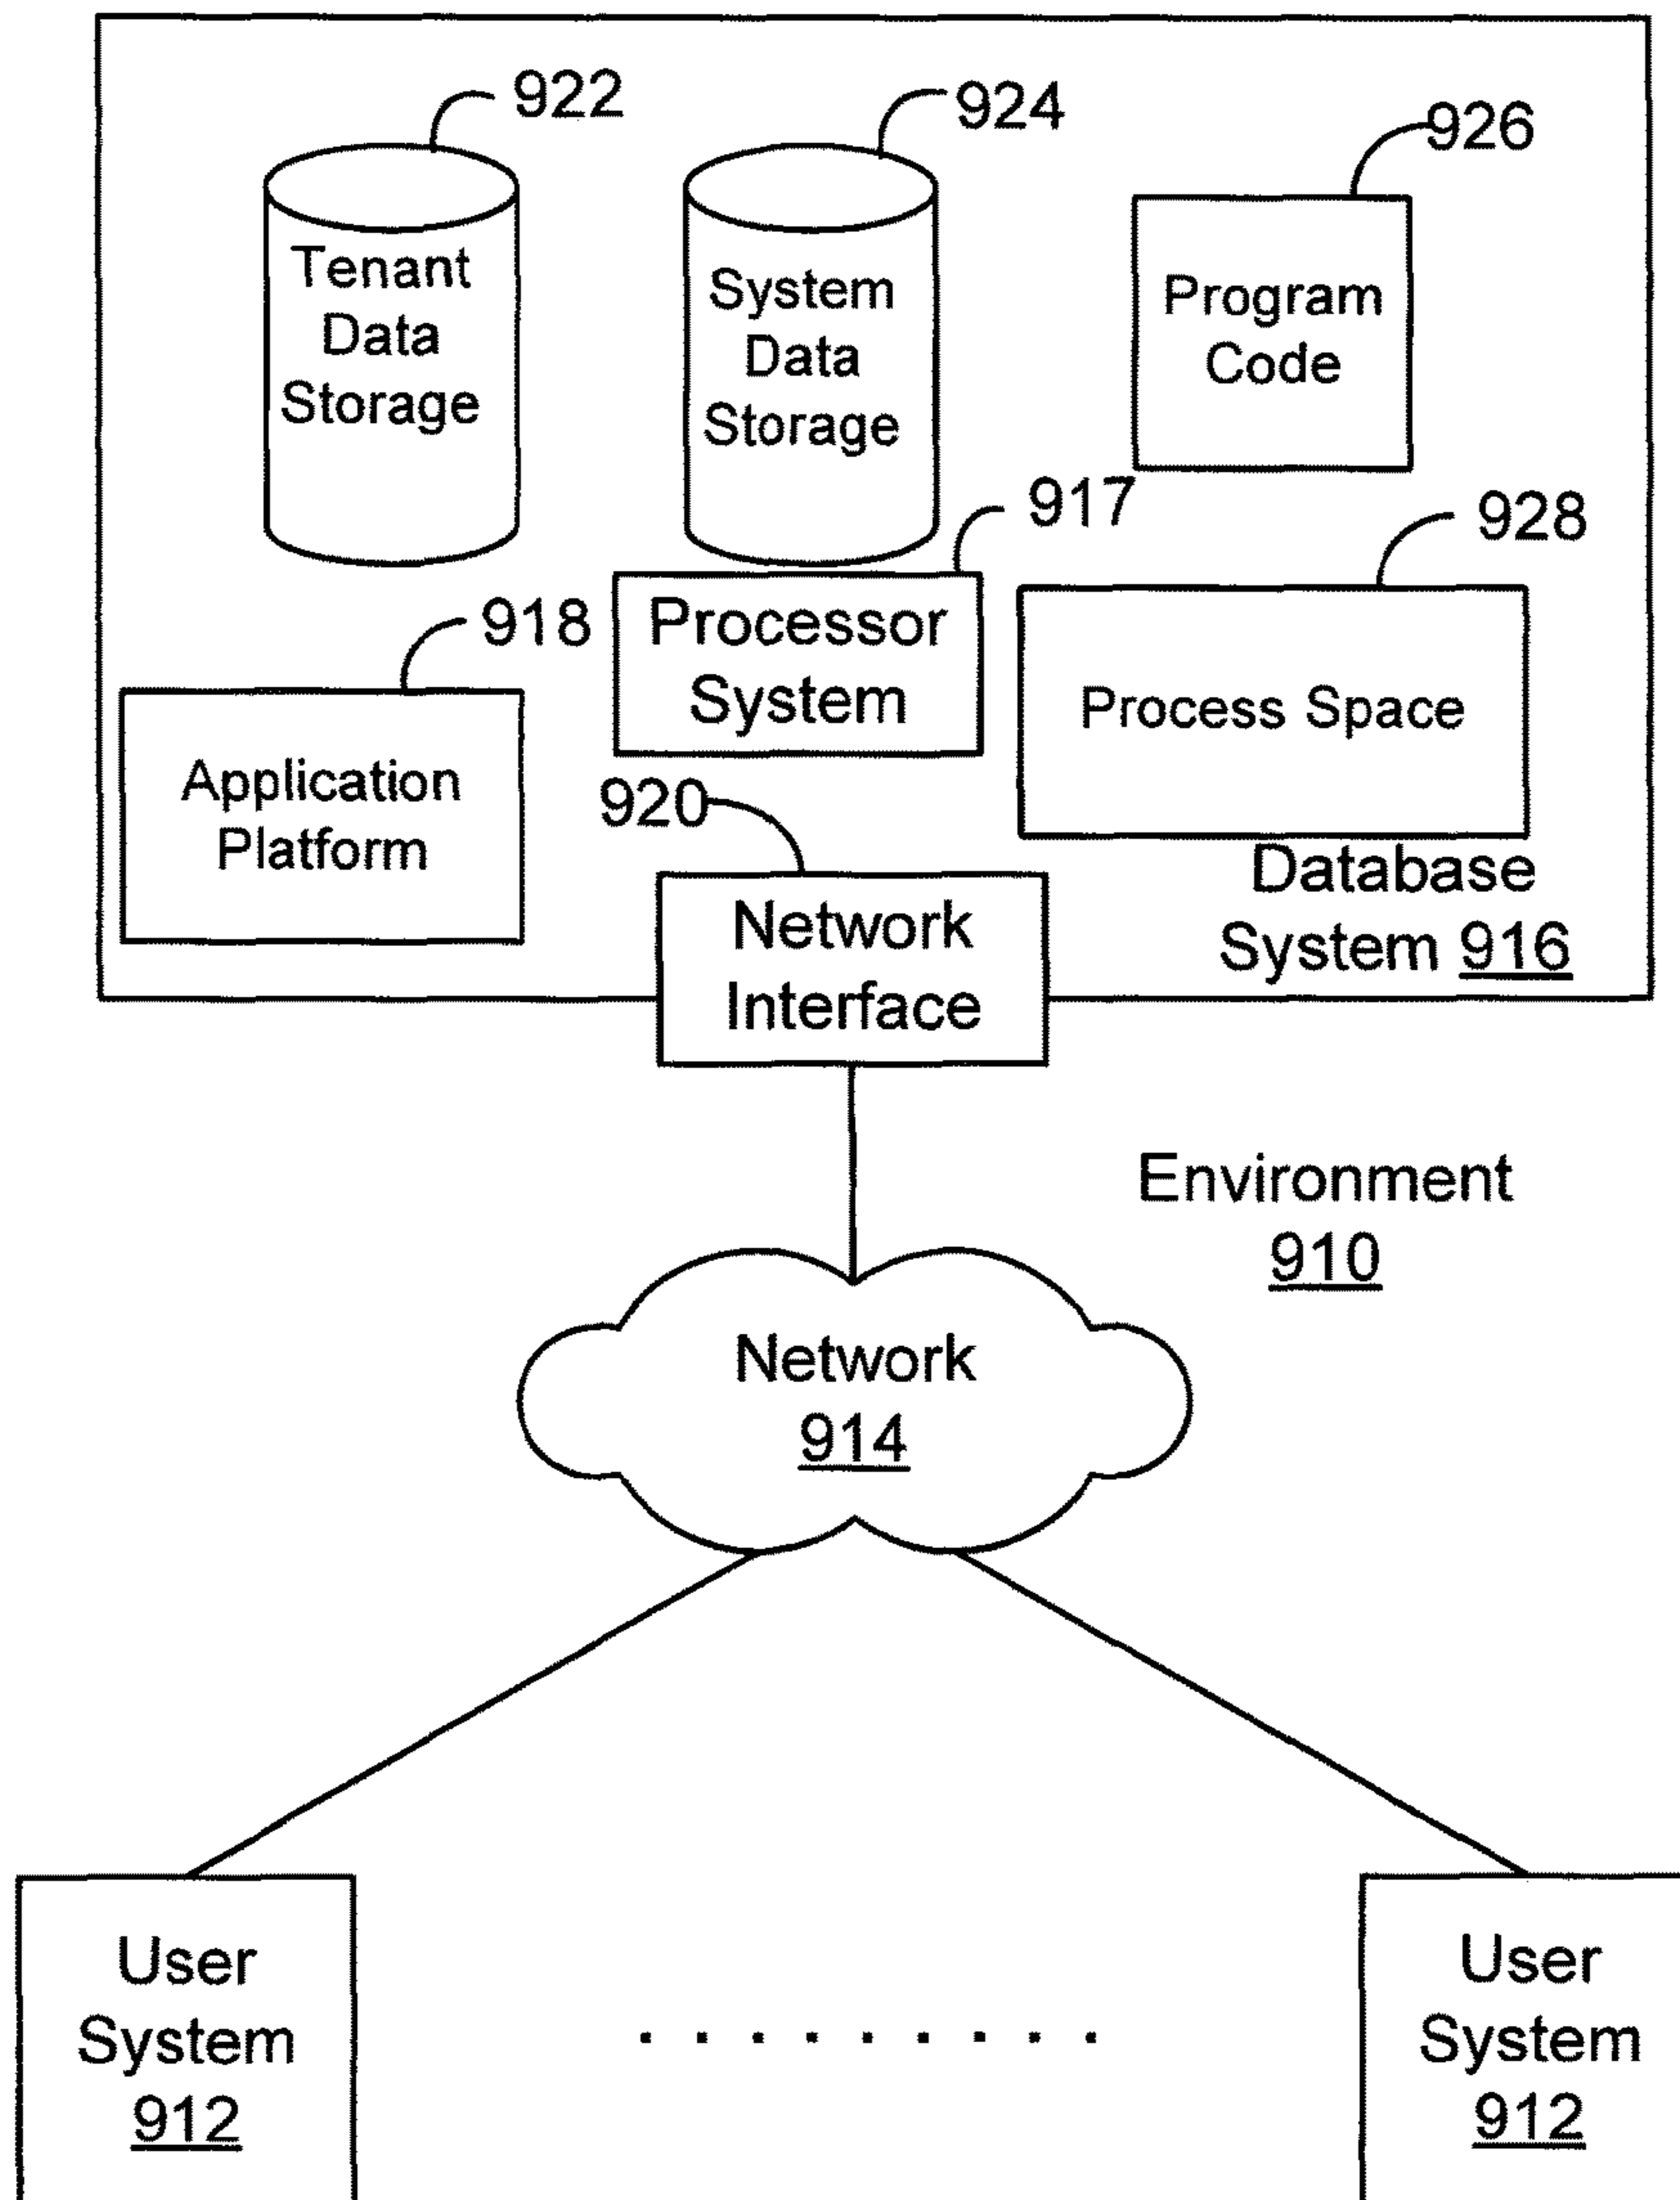 922
924
926
Tenant
Data
Storage
System
Data
Storage
Program
Code
917
928
918
Processor
System
Process Space
Application
Platform
920
Network
Interface
Database
System 916
Environment
910
Network
914
User
System
912
. . . . . . . . .
User
System
912